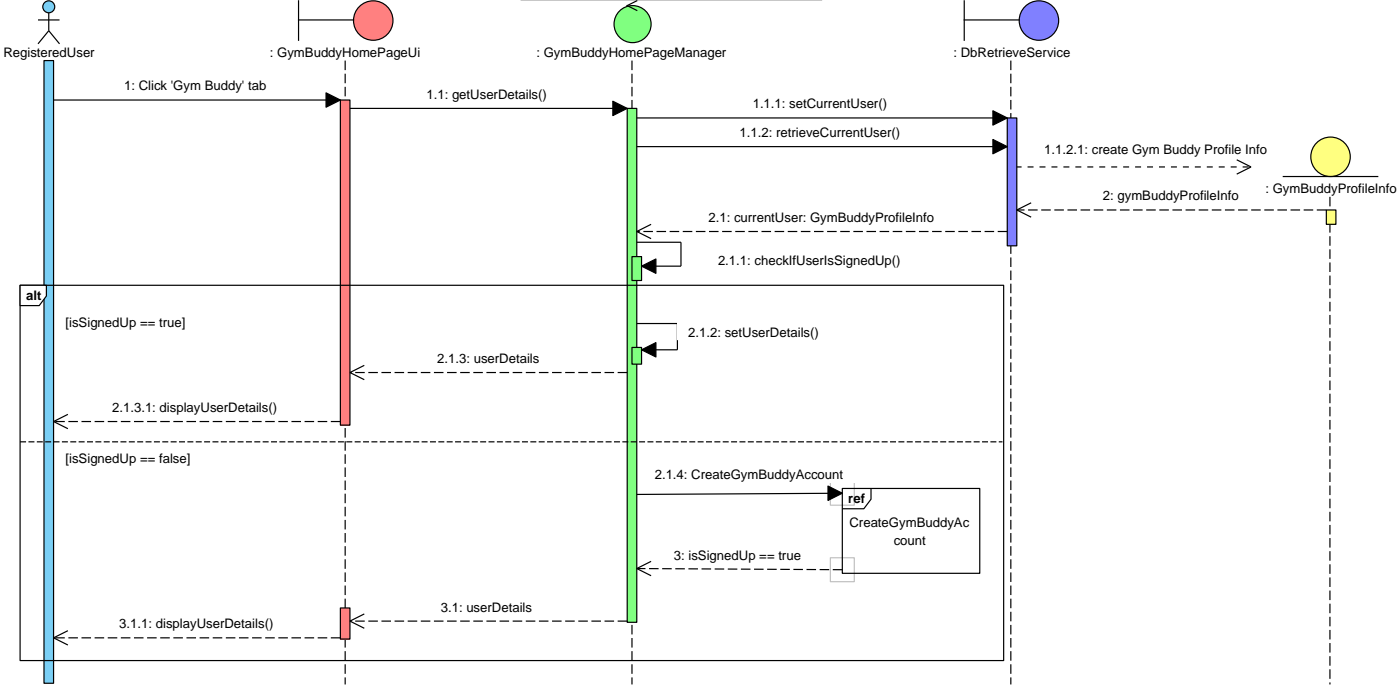 RegisteredUser
: GymBuddyHomePageUi
: GymBuddyHomePageManager
: DbRetrieveService
1: Click 'Gym Buddy' tab
1.1: getUserDetails()
1.1.1: setCurrentUser()
1.1.2: retrieveCurrentUser()
1.1.2.1: create Gym Buddy Profile Info
: GymBuddyProfileInfo
2: gymBuddyProfileInfo
2.1: currentUser: GymBuddyProfileInfo
2.1.1: checkIfUserIsSignedUp()
alt
[isSignedUp == true]
2.1.2: setUserDetails()
2.1.3: userDetails
2.1.3.1: displayUserDetails()
[isSignedUp == false]
2.1.4: CreateGymBuddyAccount
ref
CreateGymBuddyAc
count
3: isSignedUp == true
3.1: userDetails
3.1.1: displayUserDetails()